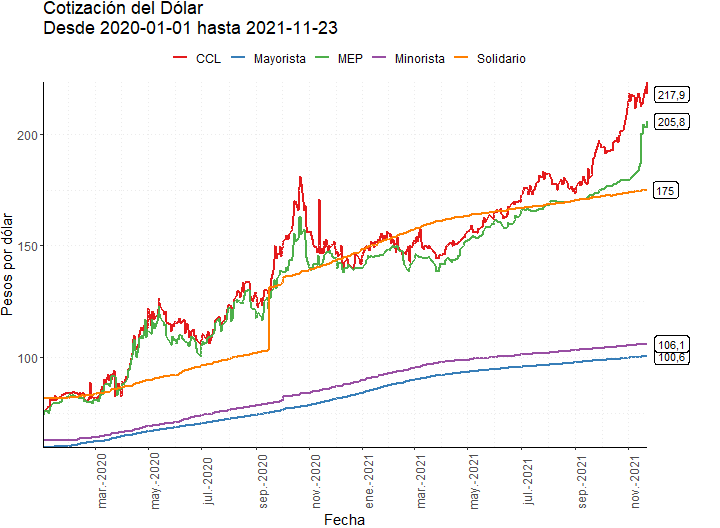 Cotización del Dólar
Desde 2020-01-01 hasta 2021-11-23
CCL Mayorista MEP Minorista Solidario
217,9
205,8
200
175
150
106,1
100,6
100
Pesos por dólar
mar.-2020
may.-2020
jul.-2020
sep.-2020
nov.-2020
ene.-2021
mar.-2021
may.-2021
jul.-2021
sep.-2021
nov.-2021
Fecha